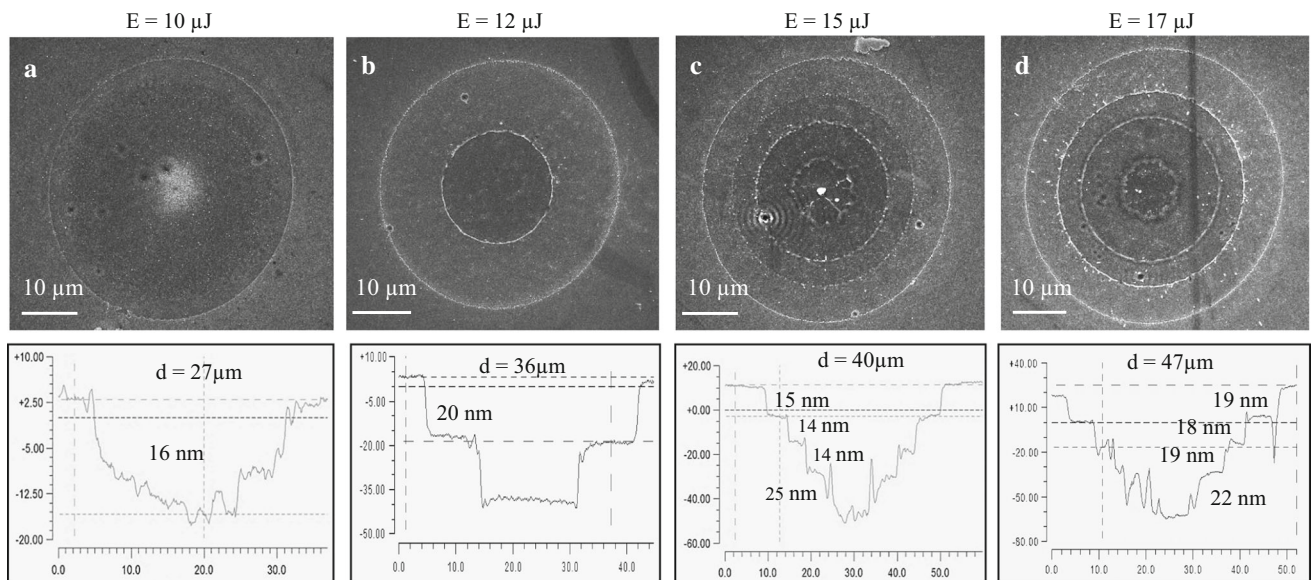 E = 10 µJ
E = 12 µJ
E = 15 µJ
E = 17 µJ
a
b
c
d
10 µm
10 µm
10 µm
10 µm
d = 27µm
16 nm
+10.00
+2.50
-5.00
-12.50
-20.00
0.0 10.0 20.0 30.0
d = 36µm
20 nm
+10.00
-5.00
-20.00
-35.00
-50.00
0.0 10.0 20.0 30.0 40.0
d = 40µm
15 nm
14 nm
14 nm
25 nm
+20.00
+0.00
-20.00
-40.00
-60.00
0.0 10.0 20.0 30.0 40.0 50.0
d = 47µm
19 nm
18 nm
19 nm
22 nm
+40.00
+10.00
-20.00
-50.00
-80.00
0.0 10.0 20.0 30.0 40.0 50.0